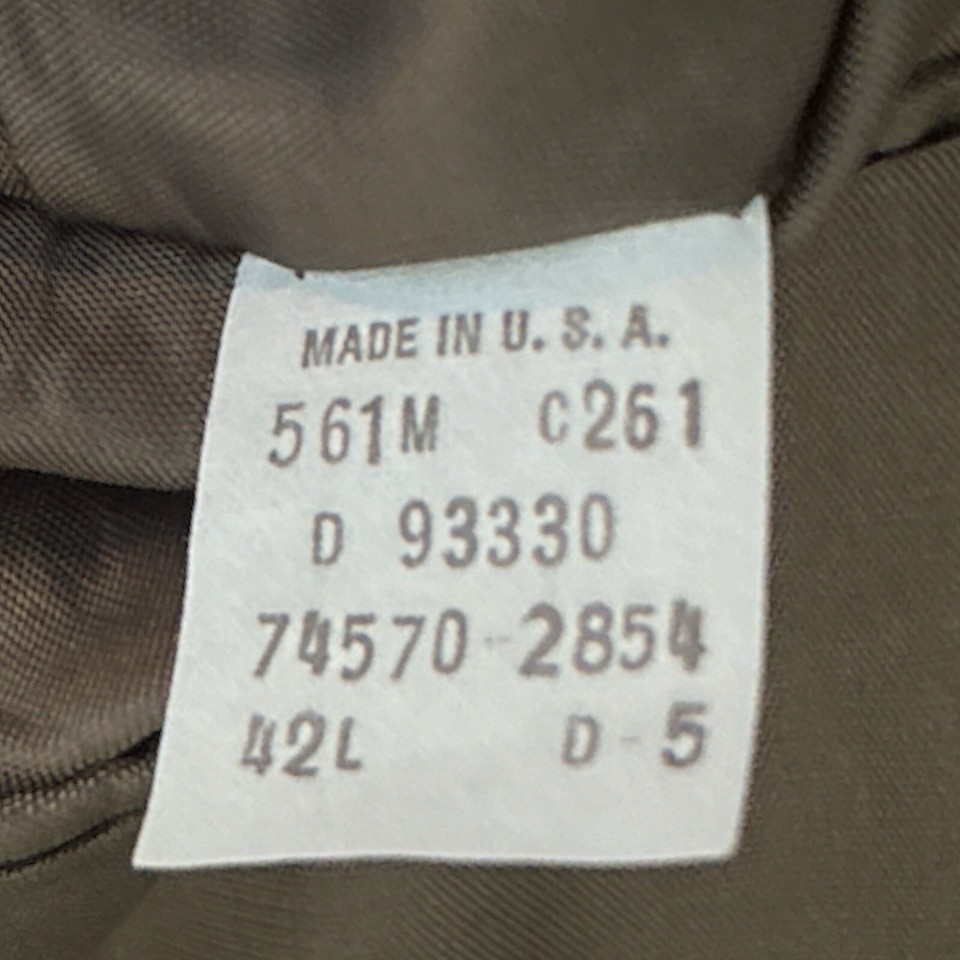 MADE IN U. S. A.
561M C261
D 93330
74570-2854
42L D-5